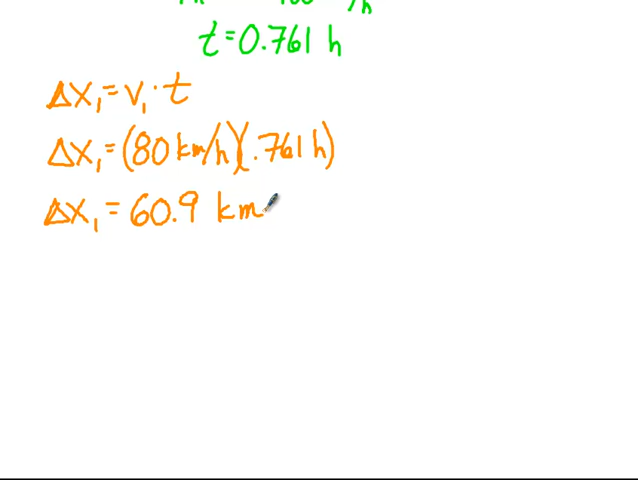 t=0.761 h
Δx₁=v₁·t
Δx₁=(80 km/h)(.761 h)
Δx₁=60.9 km